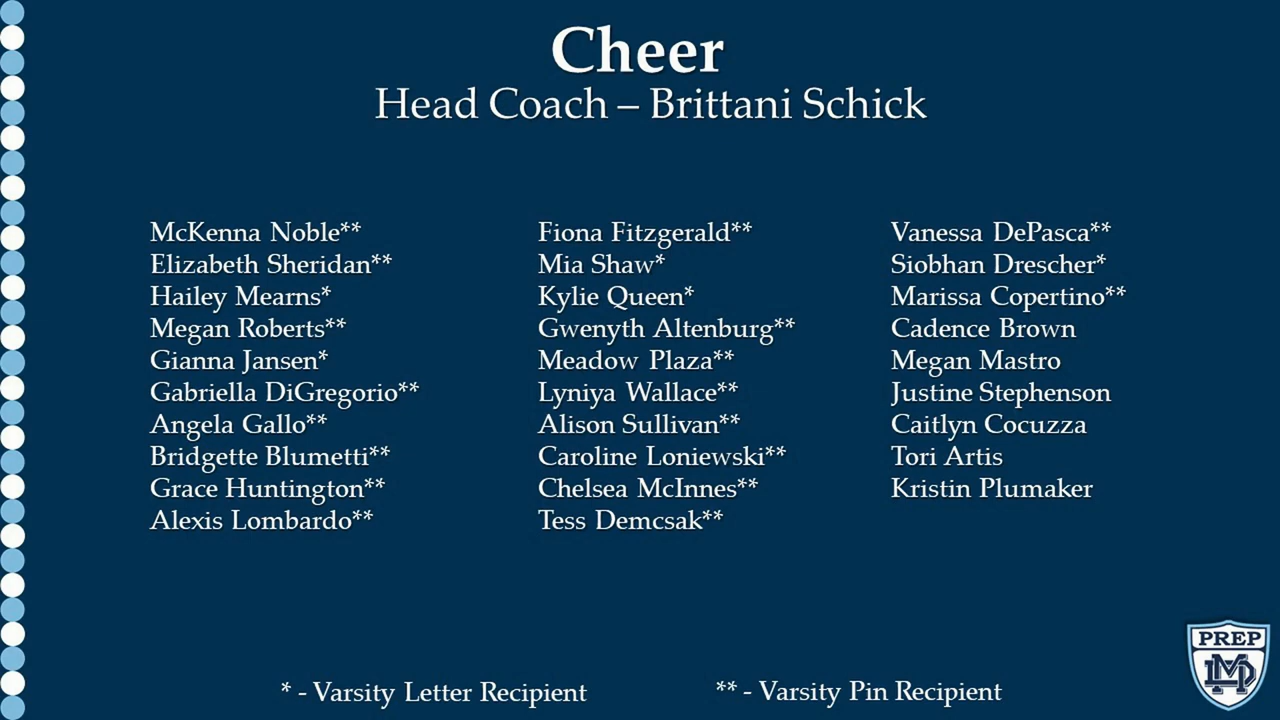 Cheer
Head Coach – Brittani Schick
McKenna Noble**
Elizabeth Sheridan**
Hailey Mearns*
Megan Roberts**
Gianna Jansen*
Gabriella DiGregorio**
Angela Gallo**
Bridgette Blumetti**
Grace Huntington**
Alexis Lombardo**
Fiona Fitzgerald**
Mia Shaw*
Kylie Queen*
Gwenyth Altenburg**
Meadow Plaza**
Lyniya Wallace**
Alison Sullivan**
Caroline Loniewski**
Chelsea McInnes**
Tess Demcsak**
Vanessa DePasca**
Siobhan Drescher*
Marissa Copertino**
Cadence Brown
Megan Mastro
Justine Stephenson
Caitlyn Cocuzza
Tori Artis
Kristin Plumaker
* - Varsity Letter Recipient
** - Varsity Pin Recipient
PREP
MD